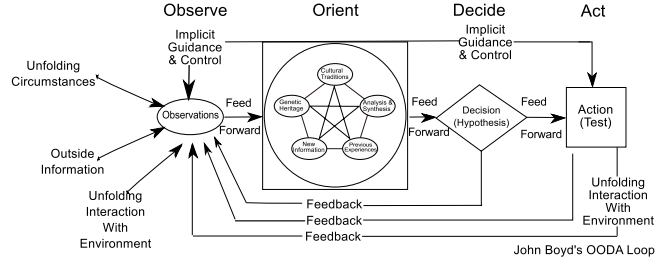 Observe
Orient
Decide
Act
Implicit
Guidance
& Control
Implicit
Guidance
& Control
Unfolding
Circumstances
Observations
Outside
Information
Unfolding
Interaction
With
Environment
Feed
Forward
Cultural
Traditions
Genetic
Heritage
Analysis &
Synthesis
New
Information
Previous
Experiences
Feed
Forward
Decision
(Hypothesis)
Feed
Forward
Action
(Test)
Unfolding
Interaction
With
Environment
Feedback
Feedback
Feedback
John Boyd's OODA Loop